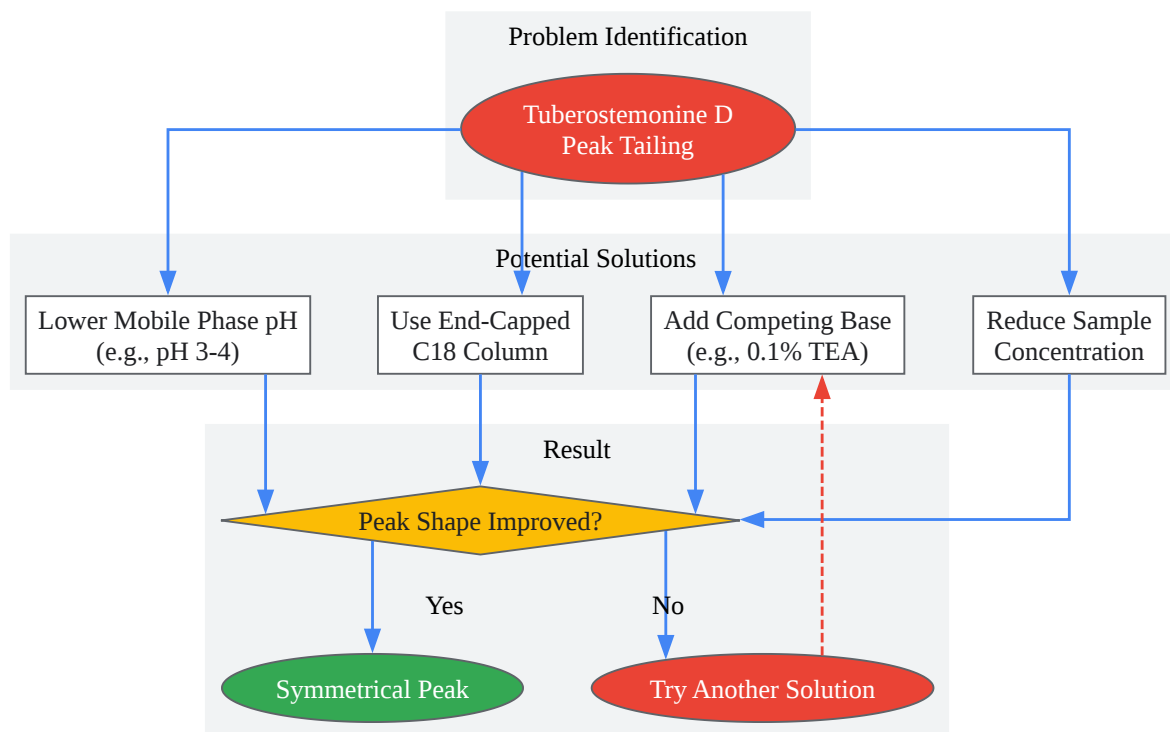 Problem Identification
Tuberostemonine D
Peak Tailing
Potential Solutions
Lower Mobile Phase pH
(e.g., pH 3-4)
Use End-Capped
C18 Column
Add Competing Base
(e.g., 0.1% TEA)
Reduce Sample
Concentration
Result
Peak Shape Improved?
Yes
No
Symmetrical Peak
Try Another Solution